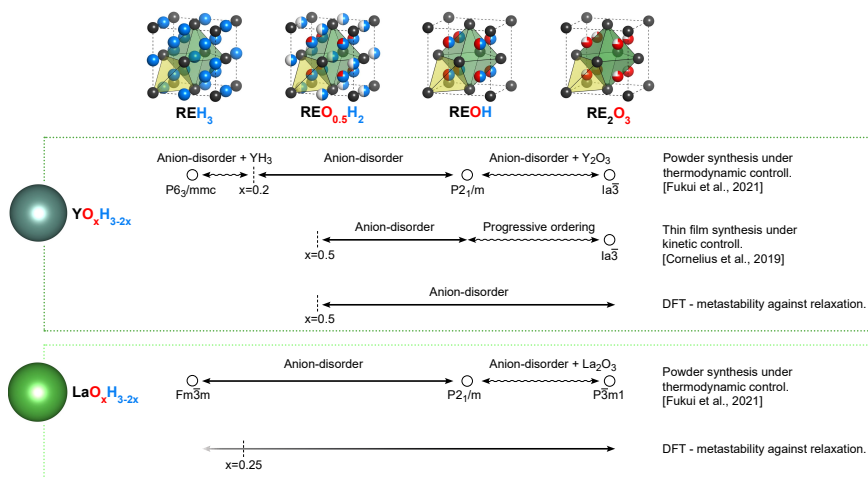 REH₃
REO₀.₅H₂
REOH
RE₂O₃
Anion-disorder + YH₃
Anion-disorder
Anion-disorder + Y₂O₃
P6₃/mmc
x=0.2
P2₁/m
Ia3̅
Powder synthesis under
thermodynamic controll.
[Fukui et al., 2021]
YOₓH₃₋₂ₓ
Anion-disorder
Progressive ordering
x=0.5
Ia3̅
Thin film synthesis under
kinetic controll.
[Cornelius et al., 2019]
Anion-disorder
x=0.5
DFT - metastability against relaxation.
LaOₓH₃₋₂ₓ
Anion-disorder
Anion-disorder + La₂O₃
Fm3̅m
P2₁/m
P3̅m1
Powder synthesis under
thermodynamic control.
[Fukui et al., 2021]
x=0.25
DFT - metastability against relaxation.